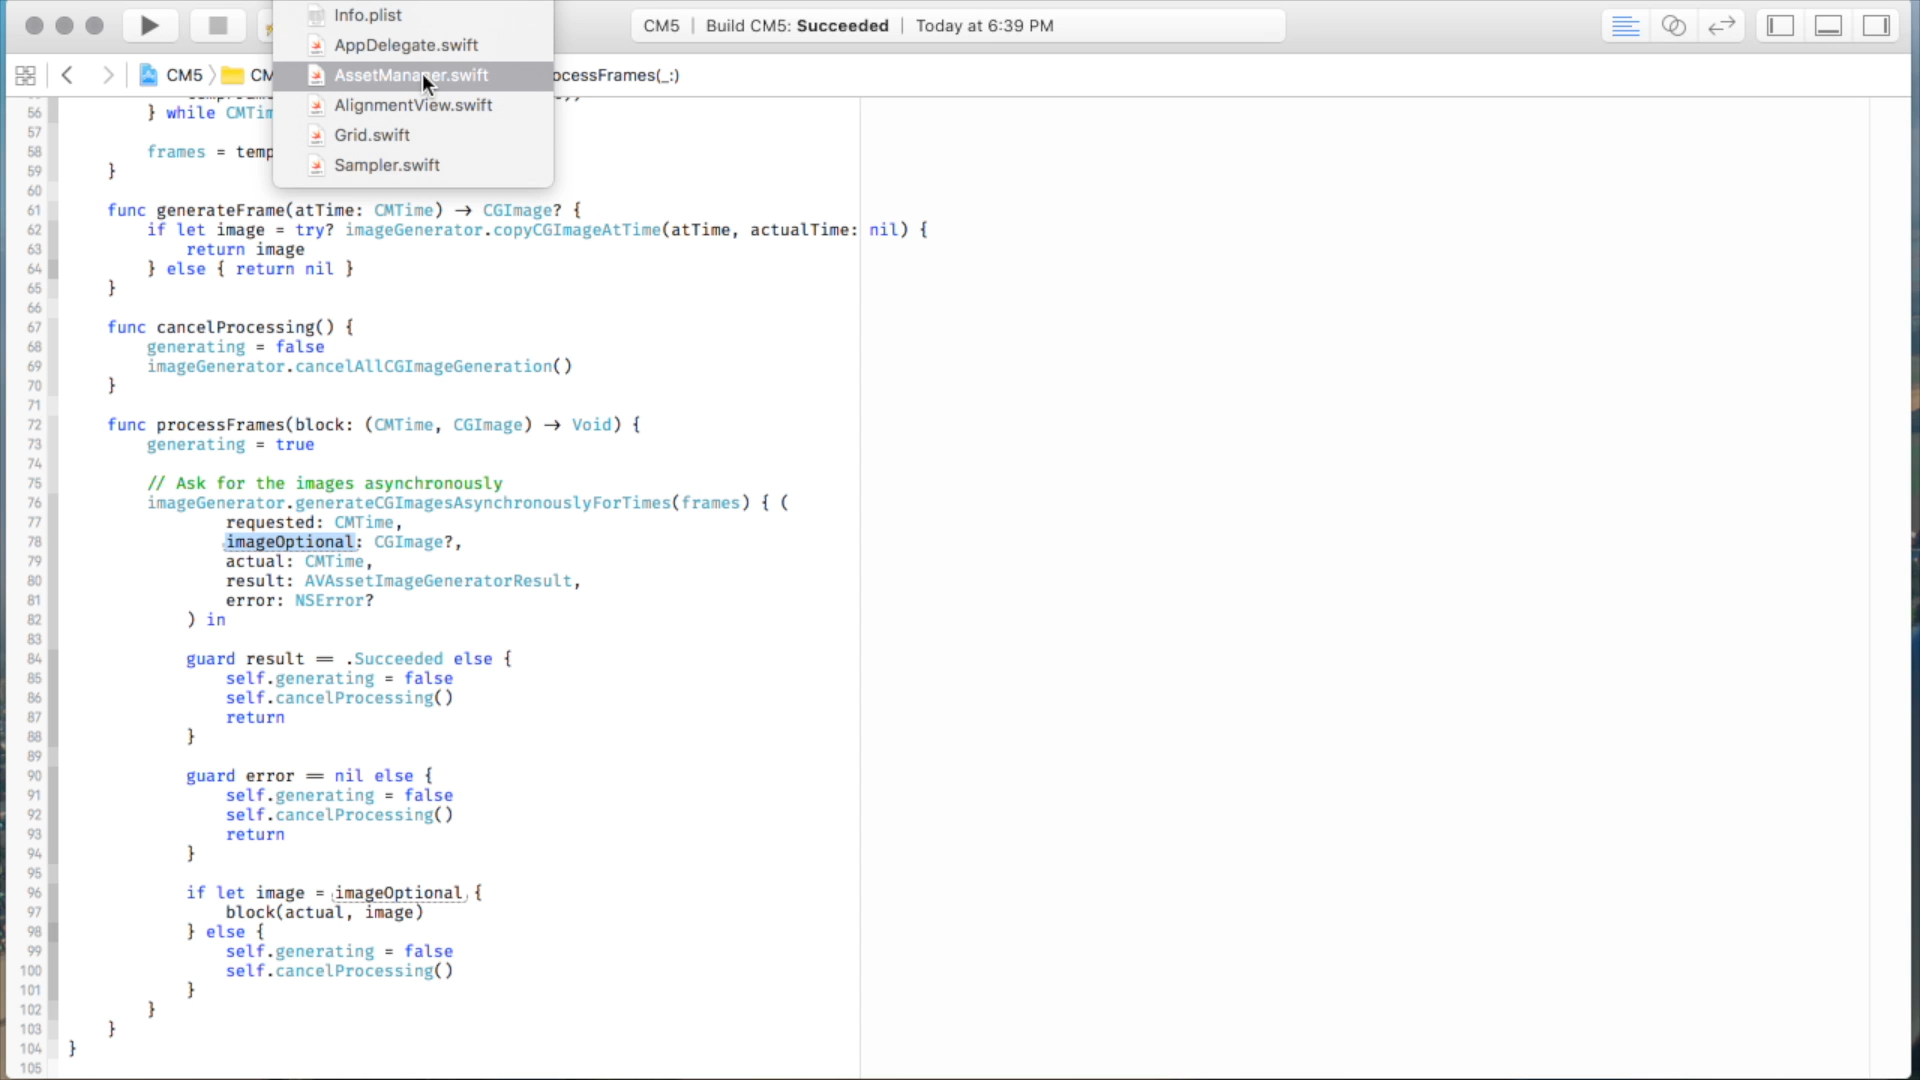 Info.plist
AppDelegate.swift
AssetManager.swift
AlignmentView.swift
Grid.swift
Sampler.swift
CM5 | Build CM5: Succeeded | Today at 6:39 PM
CM5 CM ocessFrames(_:)
56 } while CMTim
57
58 frames = temp
59 }
60
61 func generateFrame(atTime: CMTime) → CGImage? {
62 if let image = try? imageGenerator.copyCGImageAtTime(atTime, actualTime: nil) {
63 return image
64 } else { return nil }
65 }
66
67 func cancelProcessing() {
68 generating = false
69 imageGenerator.cancelAllCGImageGeneration()
70 }
71
72 func processFrames(block: (CMTime, CGImage) → Void) {
73 generating = true
74
75 // Ask for the images asynchronously
76 imageGenerator.generateCGImagesAsynchronouslyForTimes(frames) { (
77 requested: CMTime,
78 imageOptional: CGImage?,
79 actual: CMTime,
80 result: AVAssetImageGeneratorResult,
81 error: NSError?
82 ) in
83
84 guard result == .Succeeded else {
85 self.generating = false
86 self.cancelProcessing()
87 return
88 }
89
90 guard error == nil else {
91 self.generating = false
92 self.cancelProcessing()
93 return
94 }
95
96 if let image = imageOptional {
97 block(actual, image)
98 } else {
99 self.generating = false
100 self.cancelProcessing()
101 }
102 }
103 }
104 }
105